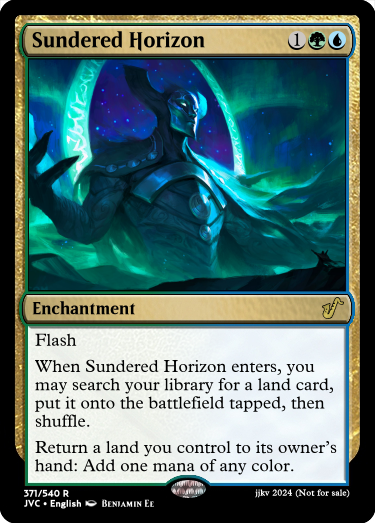 Sundered Horizon 1
Enchantment
Flash
When Sundered Horizon enters, you
may search your library for a land card,
put it onto the battlefield tapped, then
shuffle.
Return a land you control to its owner's
hand: Add one mana of any color.
371/540 R
JVC • English Benjamin Ee
jjkv 2024 (Not for sale)